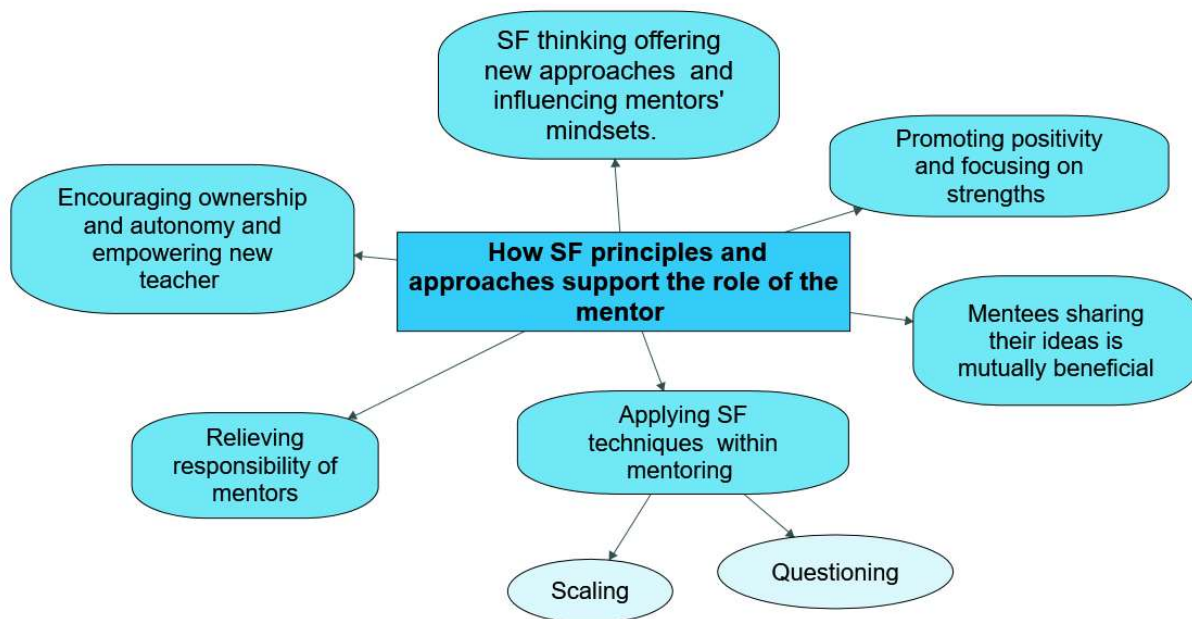 SF thinking offering
new approaches  and
influencing mentors'
mindsets.
Promoting positivity
and focusing on
strengths
Encouraging ownership
and autonomy and
empowering new
teacher
How SF principles and
approaches support the role of the
mentor
Mentees sharing
their ideas is
mutually beneficial
Relieving
responsibility of
mentors
Applying SF
techniques  within
mentoring
Scaling
Questioning